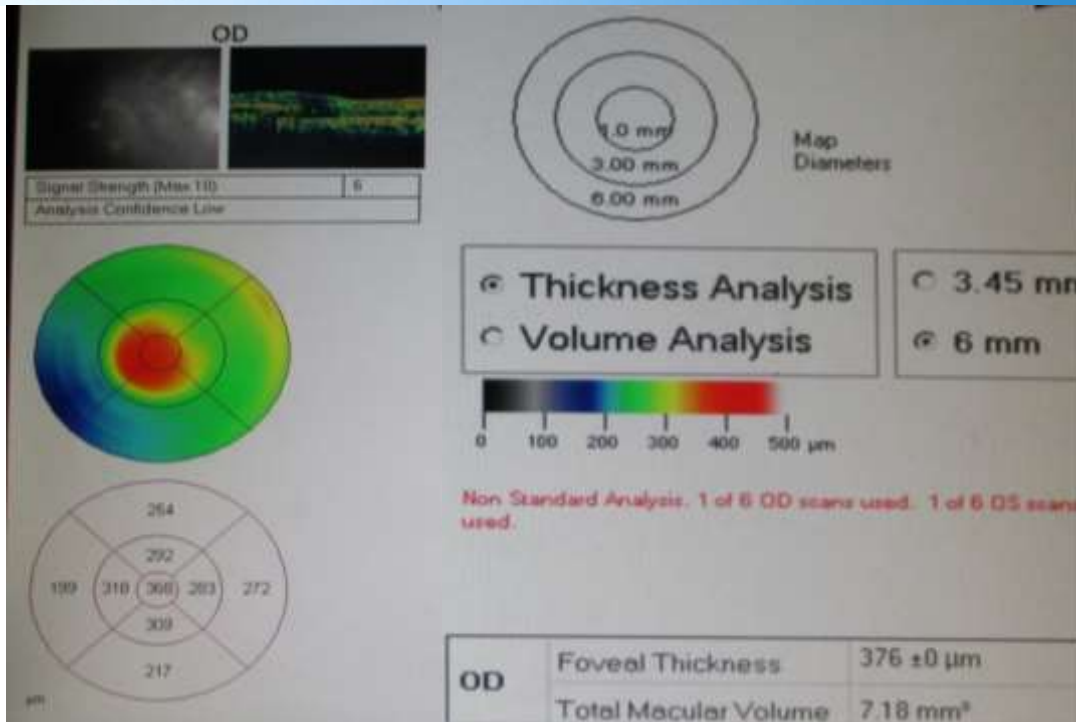 OD
Signal Strength (Max 10) 6
Analysis Confidence Low
1.0 mm
3.00 mm
6.00 mm
Map
Diameters
Thickness Analysis
Volume Analysis
3.45 mm
6 mm
0 100 200 300 400 500 µm
Non Standard Analysis. 1 of 6 OD scans used. 1 of 6 OS scans
used.
264
292
199 318 368 283 272
309
217
µm
OD
Foveal Thickness 376 ±0 µm
Total Macular Volume 7.18 mm³